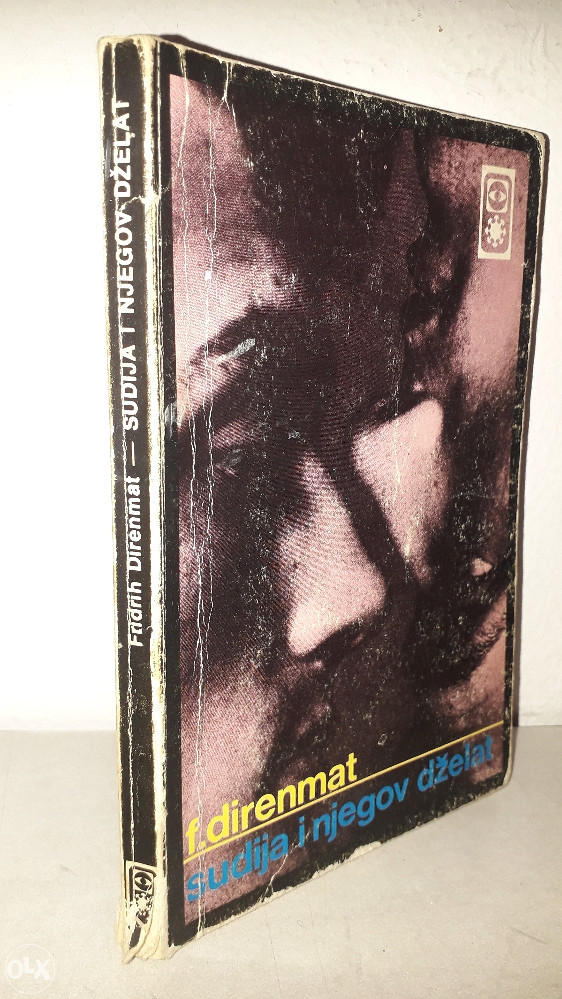 Fridrih Direnmat — SUDIJA I NJEGOV DŽELAT
f. direnmat
sudija i njegov dželat
OLX